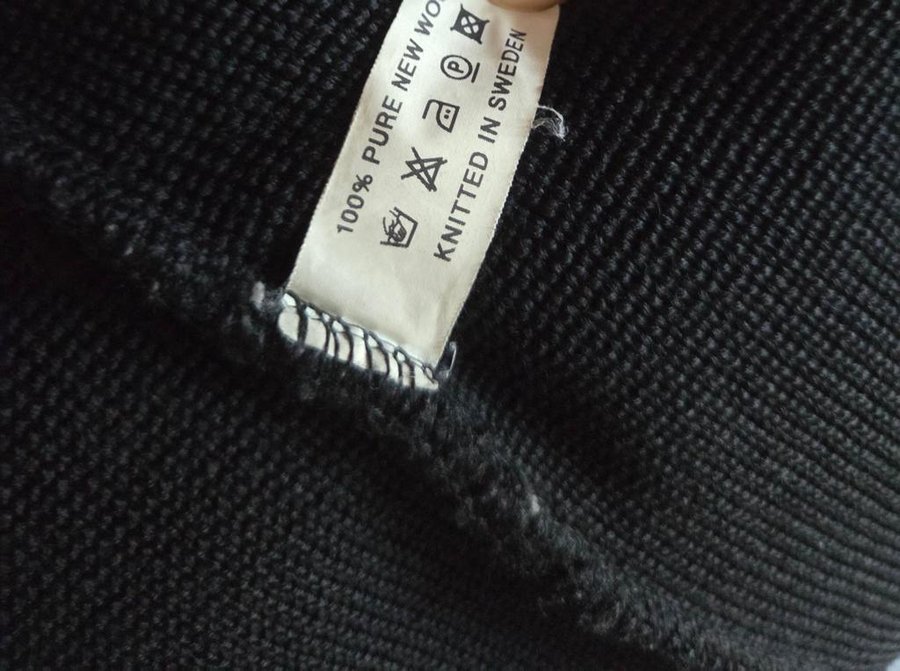 100% PURE NEW WO
P
KNITTED IN SWEDEN